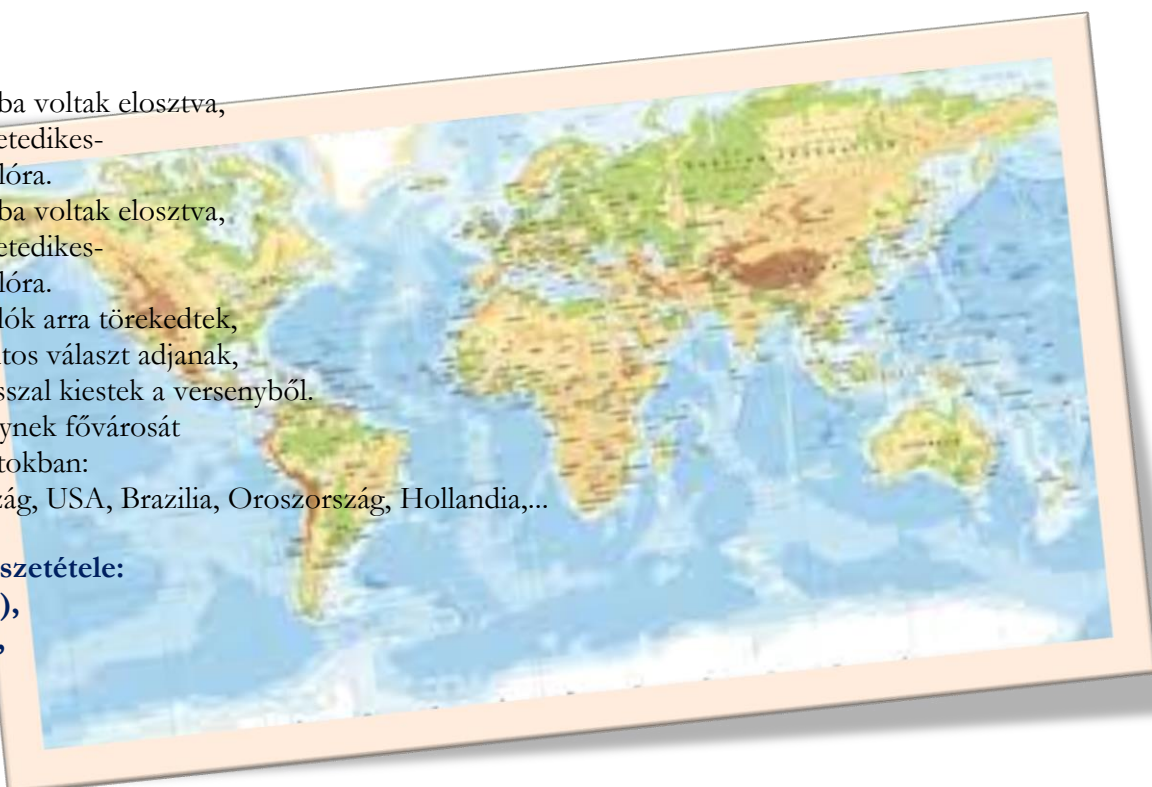 ba voltak elosztva,
etedikes-
lóra.
ba voltak elosztva,
etedikes-
lóra.
lók arra törekedtek,
tos választ adjanak,
sszal kiestek a versenyből.
ynek fővárosát
tokban:
zág, USA, Brazilia, Oroszország, Hollandia,...
szetétele:
),
,